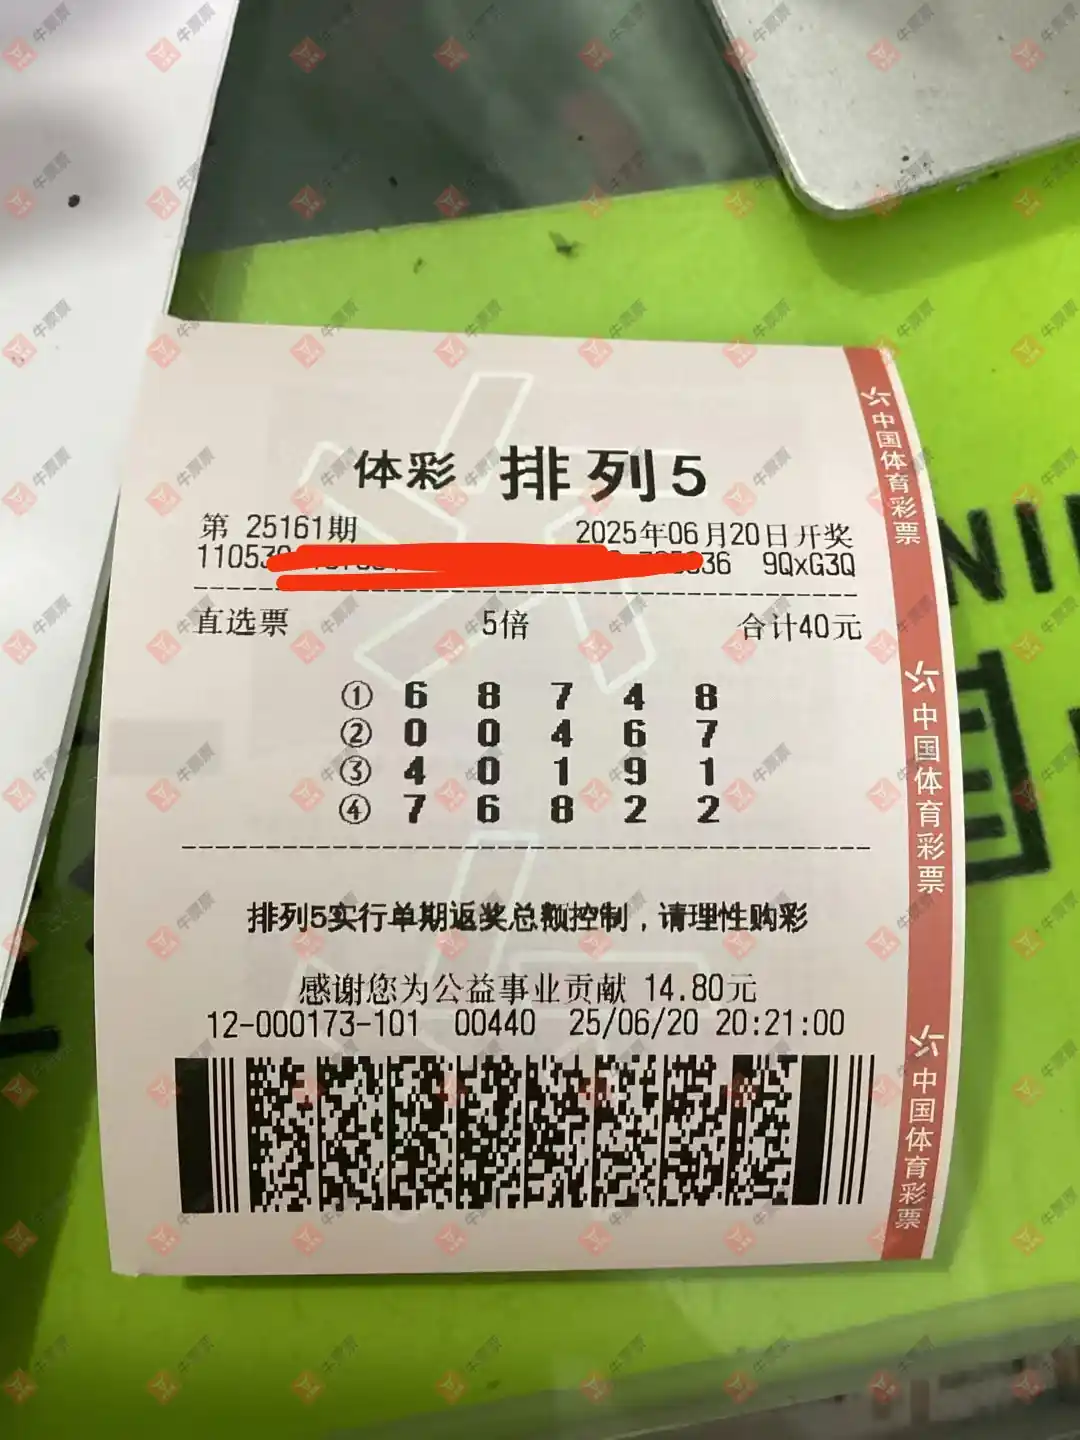 体彩 排列5
第 25161期 2025年06月20日开奖
11053 36 9QxG3Q
直选票 5倍 合计40元
① 6 8 7 4 8
② 0 0 4 6 7
③ 4 0 1 9 1
④ 7 6 8 2 2
排列5实行单期返奖总额控制，请理性购彩
感谢您为公益事业贡献 14.80元
12-000173-101 00440 25/06/20 20:21:00
中国体育彩票
中国体育彩票
中国体育彩票
牛票票